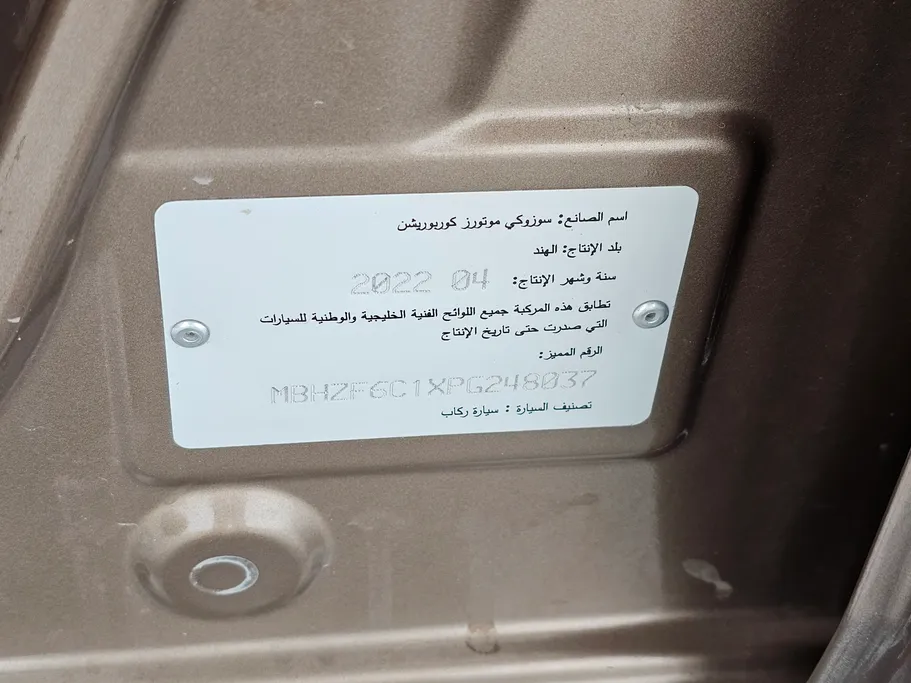 اسم الصانع: سوزوكي موتورز كوربوريشن
بلد الإنتاج: الهند
سنة وشهر الإنتاج: 2022 04
تطابق هذه المركبة جميع اللوائح الفنية الخليجية والوطنية للسيارات
التي صدرت حتى تاريخ الإنتاج
الرقم المميز:
MBHZF6C1XPG248037
تصنيف السيارة : سيارة ركاب